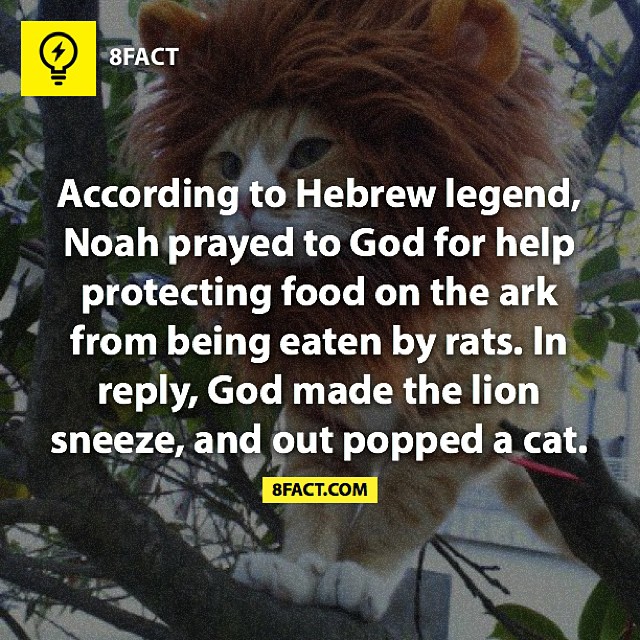 8FACT
According to Hebrew legend,
Noah prayed to God for help
protecting food on the ark
from being eaten by rats. In
reply, God made the lion
sneeze, and out popped a cat.
8FACT.COM